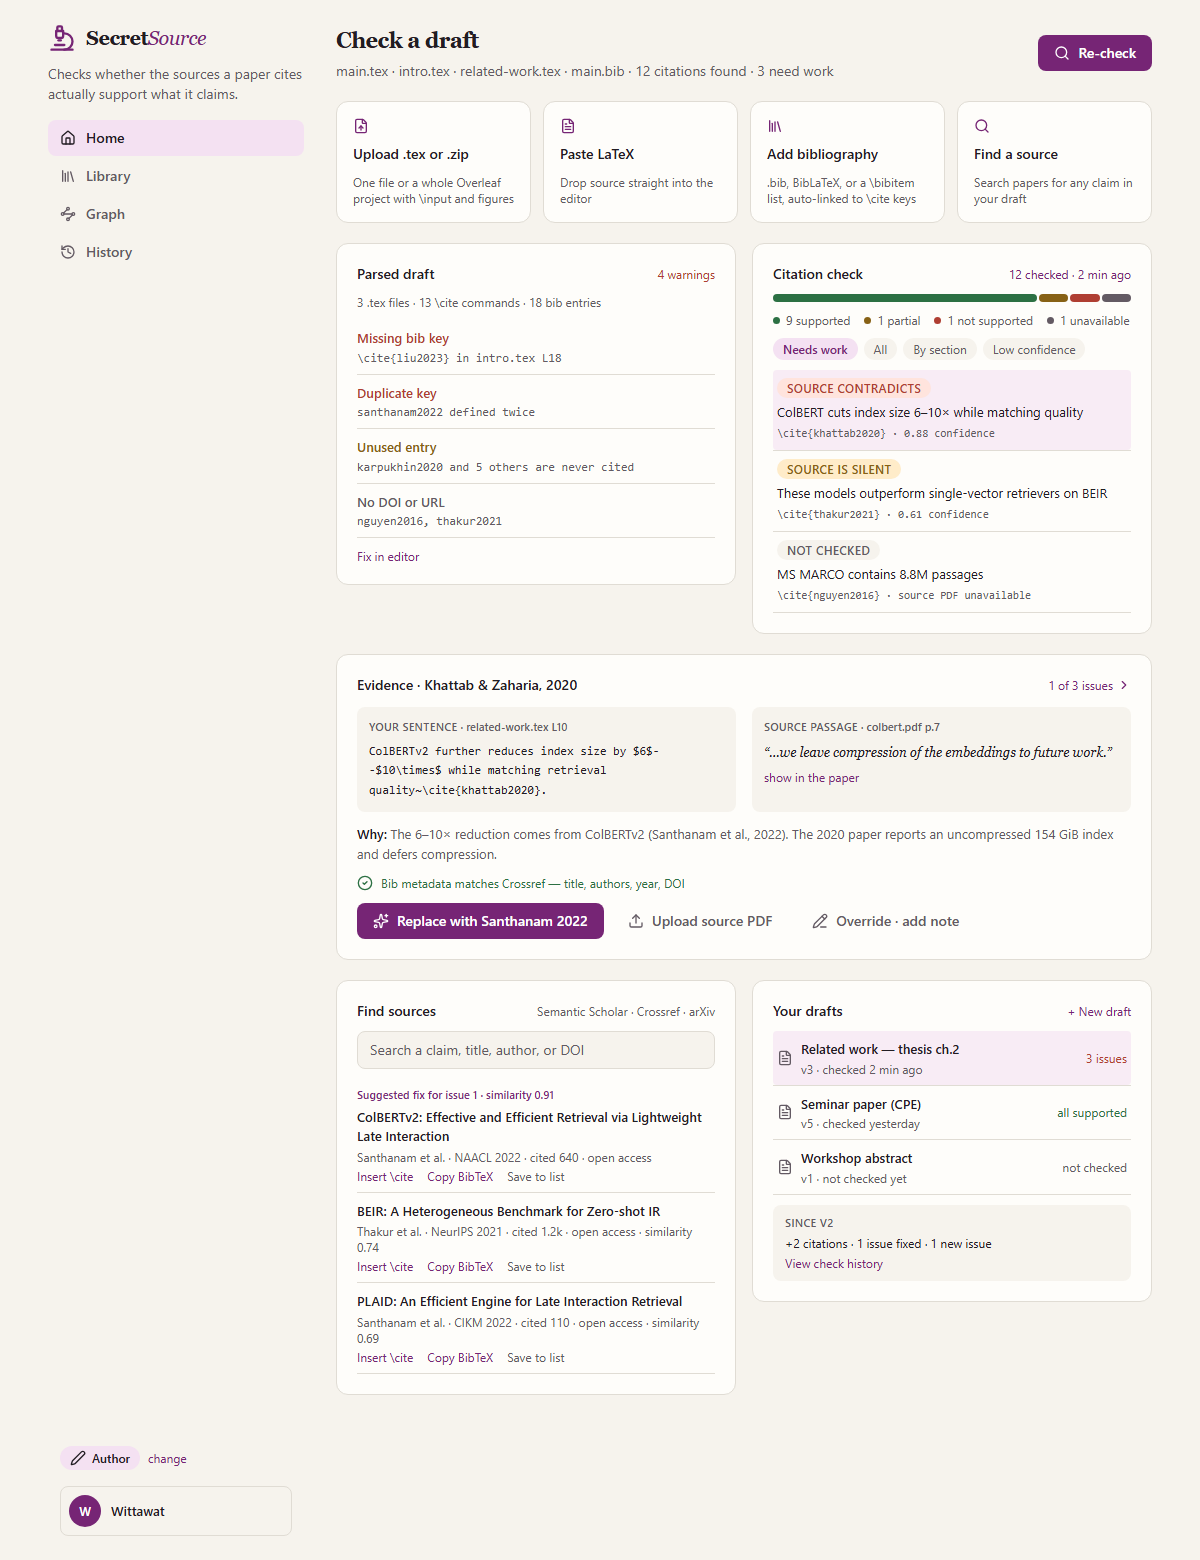 SecretSource
Checks whether the sources a paper cites
actually support what it claims.
Home
Library
Graph
History
Check a draft
main.tex · intro.tex · related-work.tex · main.bib · 12 citations found · 3 need work
Re-check
Upload .tex or .zip
One file or a whole Overleaf
project with \input and figures
Paste LaTeX
Drop source straight into the
editor
Add bibliography
.bib, BibLaTeX, or a \bibitem
list, auto-linked to \cite keys
Find a source
Search papers for any claim in
your draft
Parsed draft
4 warnings
3 .tex files · 13 \cite commands · 18 bib entries
Missing bib key
\cite{liu2023} in intro.tex L18
Duplicate key
santhanam2022 defined twice
Unused entry
karpukhin2020 and 5 others are never cited
No DOI or URL
nguyen2016, thakur2021
Fix in editor
Citation check
12 checked · 2 min ago
9 supported 1 partial 1 not supported 1 unavailable
Needs work All By section Low confidence
SOURCE CONTRADICTS
ColBERT cuts index size 6–10× while matching quality
\cite{khattab2020} · 0.88 confidence
SOURCE IS SILENT
These models outperform single-vector retrievers on BEIR
\cite{thakur2021} · 0.61 confidence
NOT CHECKED
MS MARCO contains 8.8M passages
\cite{nguyen2016} · source PDF unavailable
Evidence · Khattab & Zaharia, 2020
1 of 3 issues
YOUR SENTENCE · related-work.tex L10
ColBERTv2 further reduces index size by $6$-
-$10\times$ while matching retrieval
quality~\cite{khattab2020}.
SOURCE PASSAGE · colbert.pdf p.7
“…we leave compression of the embeddings to future work.”
show in the paper
Why: The 6–10× reduction comes from ColBERTv2 (Santhanam et al., 2022). The 2020 paper reports an uncompressed 154 GiB index
and defers compression.
Bib metadata matches Crossref — title, authors, year, DOI
Replace with Santhanam 2022
Upload source PDF
Override · add note
Find sources
Semantic Scholar · Crossref · arXiv
Search a claim, title, author, or DOI
Suggested fix for issue 1 · similarity 0.91
ColBERTv2: Effective and Efficient Retrieval via Lightweight
Late Interaction
Santhanam et al. · NAACL 2022 · cited 640 · open access
Insert \cite Copy BibTeX Save to list
BEIR: A Heterogeneous Benchmark for Zero-shot IR
Thakur et al. · NeurIPS 2021 · cited 1.2k · open access · similarity
0.74
Insert \cite Copy BibTeX Save to list
PLAID: An Efficient Engine for Late Interaction Retrieval
Santhanam et al. · CIKM 2022 · cited 110 · open access · similarity
0.69
Insert \cite Copy BibTeX Save to list
Your drafts
+ New draft
Related work — thesis ch.2
v3 · checked 2 min ago
3 issues
Seminar paper (CPE)
v5 · checked yesterday
all supported
Workshop abstract
v1 · not checked yet
not checked
SINCE V2
+2 citations · 1 issue fixed · 1 new issue
View check history
Author change
W Wittawat